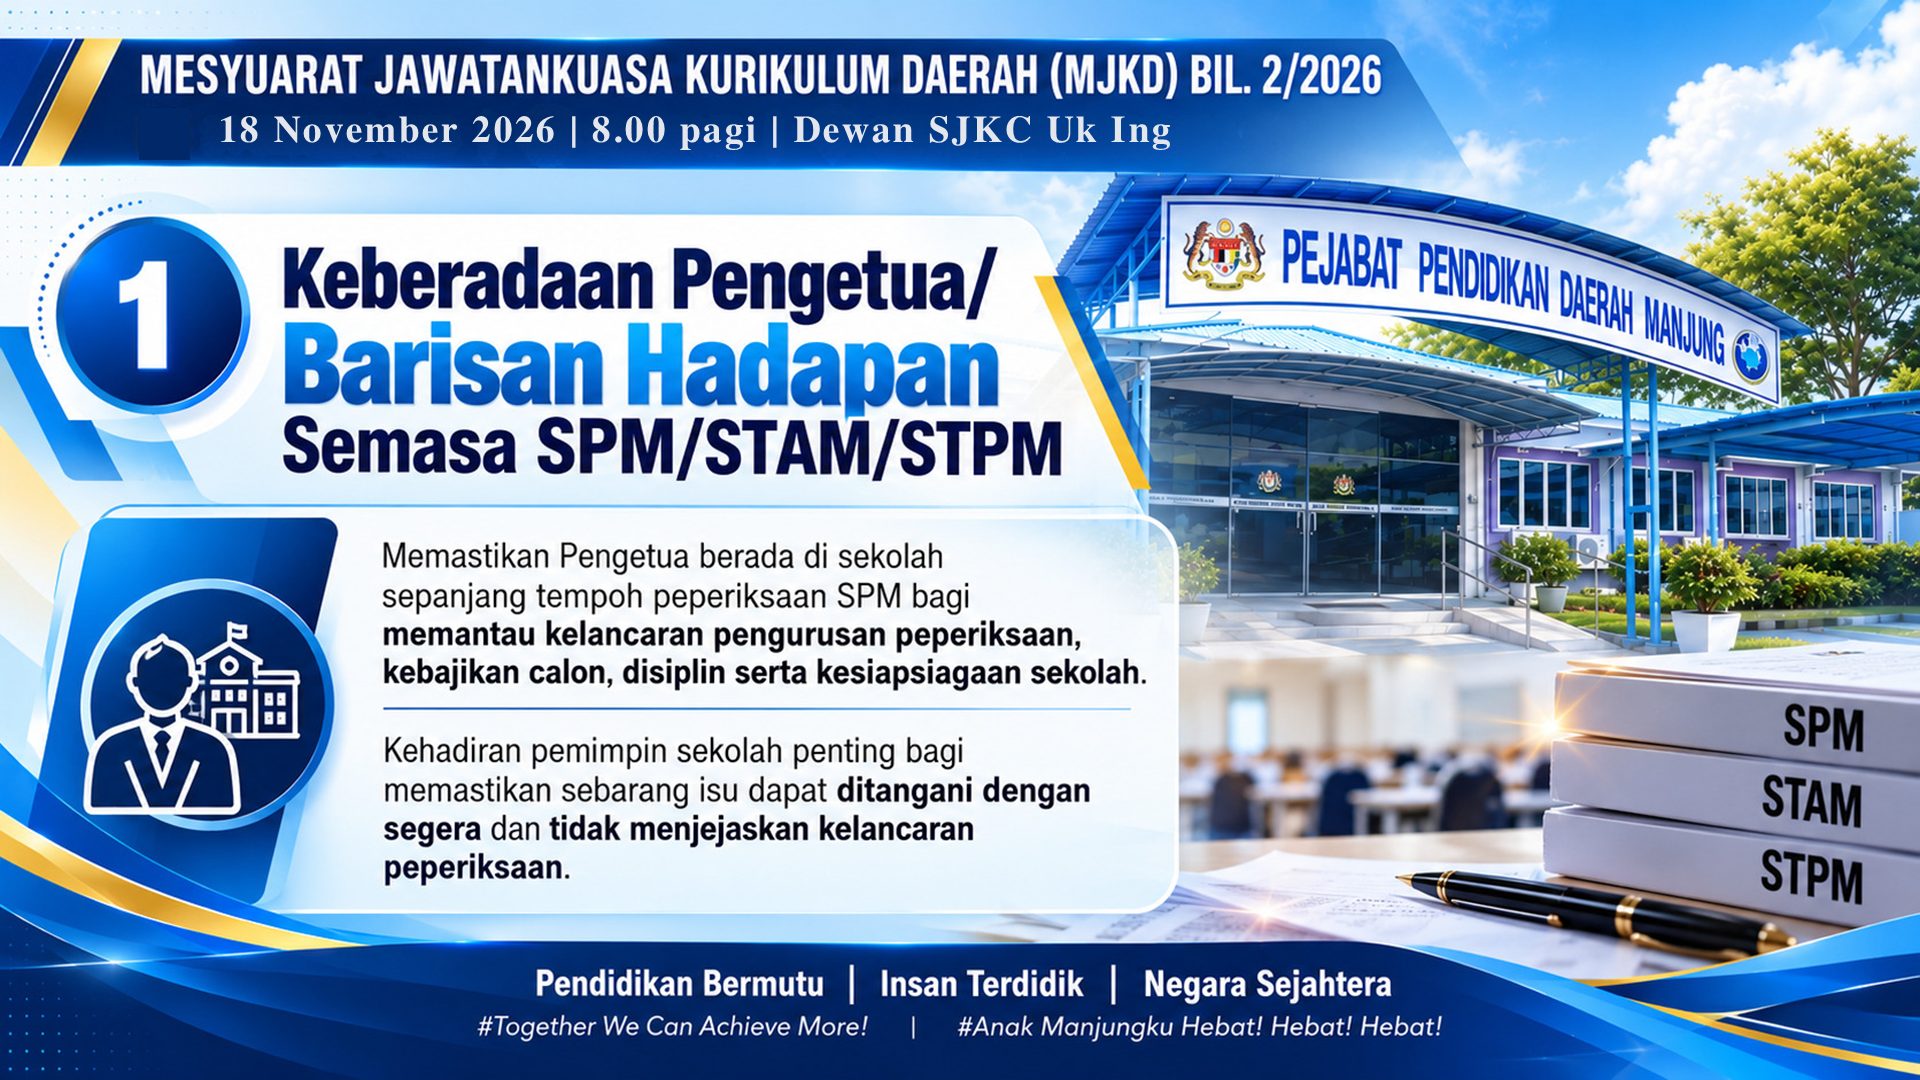 MESYUARAT JAWATANKUASA KURIKULUM DAERAH (MJKD) BIL. 2/2026
18 November 2026 | 8.00 pagi | Dewan SJKC Uk Ing
1
Keberadaan Pengetua/
Barisan Hadapan
Semasa SPM/STAM/STPM
PEJABAT PENDIDIKAN DAERAH MANJUNG
Memastikan Pengetua berada di sekolah
sepanjang tempoh peperiksaan SPM bagi
memantau kelancaran pengurusan peperiksaan,
kebajikan calon, disiplin serta kesiapsiagaan sekolah.
Kehadiran pemimpin sekolah penting bagi
memastikan sebarang isu dapat ditangani dengan
segera dan tidak menjejaskan kelancaran
peperiksaan.
SPM
STAM
STPM
Pendidikan Bermutu | Insan Terdidik | Negara Sejahtera
#Together We Can Achieve More! | #Anak Manjungku Hebat! Hebat! Hebat!